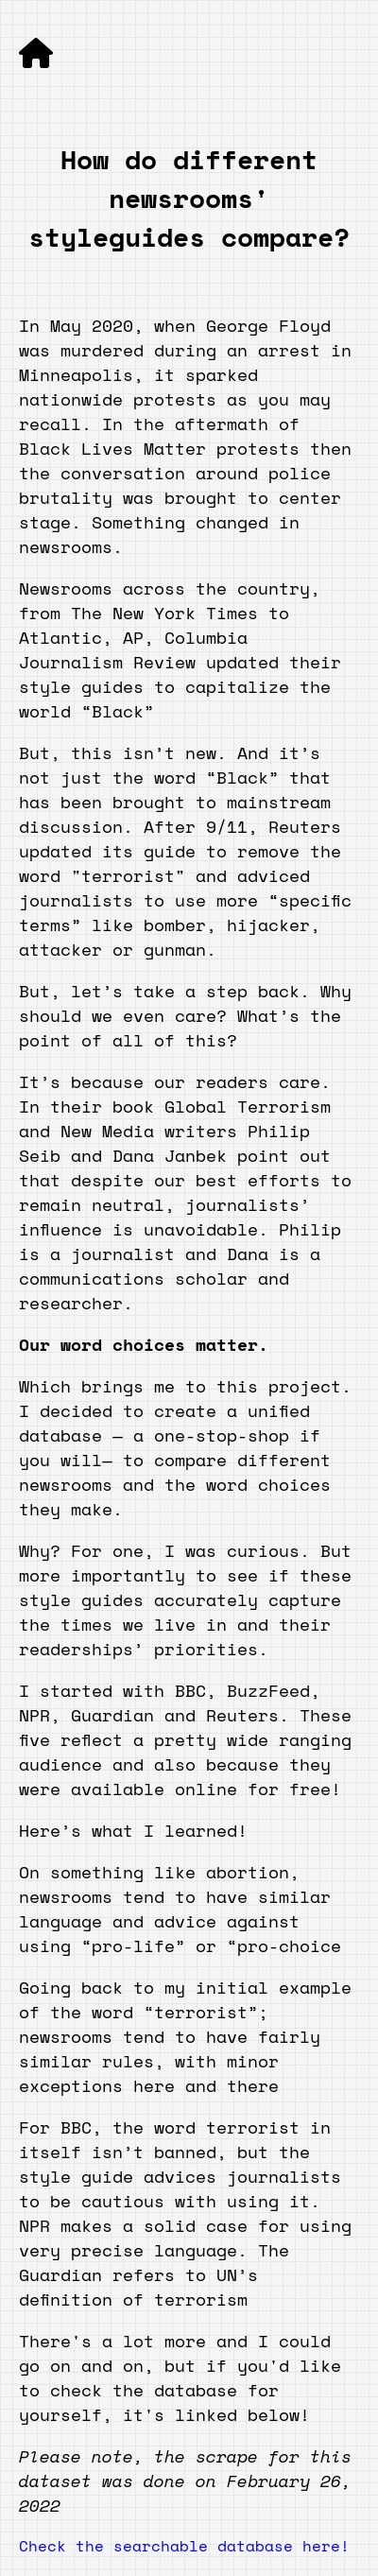 How do different
newsrooms'
styleguides compare?
In May 2020, when George Floyd
was murdered during an arrest in
Minneapolis, it sparked
nationwide protests as you may
recall. In the aftermath of
Black Lives Matter protests then
the conversation around police
brutality was brought to center
stage. Something changed in
newsrooms.
Newsrooms across the country,
from The New York Times to
Atlantic, AP, Columbia
Journalism Review updated their
style guides to capitalize the
world “Black”
But, this isn’t new. And it’s
not just the word “Black” that
has been brought to mainstream
discussion. After 9/11, Reuters
updated its guide to remove the
word "terrorist" and adviced
journalists to use more “specific
terms” like bomber, hijacker,
attacker or gunman.
But, let’s take a step back. Why
should we even care? What’s the
point of all of this?
It’s because our readers care.
In their book Global Terrorism
and New Media writers Philip
Seib and Dana Janbek point out
that despite our best efforts to
remain neutral, journalists’
influence is unavoidable. Philip
is a journalist and Dana is a
communications scholar and
researcher.
Our word choices matter.
Which brings me to this project.
I decided to create a unified
database — a one-stop-shop if
you will— to compare different
newsrooms and the word choices
they make.
Why? For one, I was curious. But
more importantly to see if these
style guides accurately capture
the times we live in and their
readerships’ priorities.
I started with BBC, BuzzFeed,
NPR, Guardian and Reuters. These
five reflect a pretty wide ranging
audience and also because they
were available online for free!
Here’s what I learned!
On something like abortion,
newsrooms tend to have similar
language and advice against
using “pro-life” or “pro-choice
Going back to my initial example
of the word “terrorist”;
newsrooms tend to have fairly
similar rules, with minor
exceptions here and there
For BBC, the word terrorist in
itself isn’t banned, but the
style guide advices journalists
to be cautious with using it.
NPR makes a solid case for using
very precise language. The
Guardian refers to UN’s
definition of terrorism
There's a lot more and I could
go on and on, but if you'd like
to check the database for
yourself, it's linked below!
Please note, the scrape for this
dataset was done on February 26,
2022
Check the searchable database here!